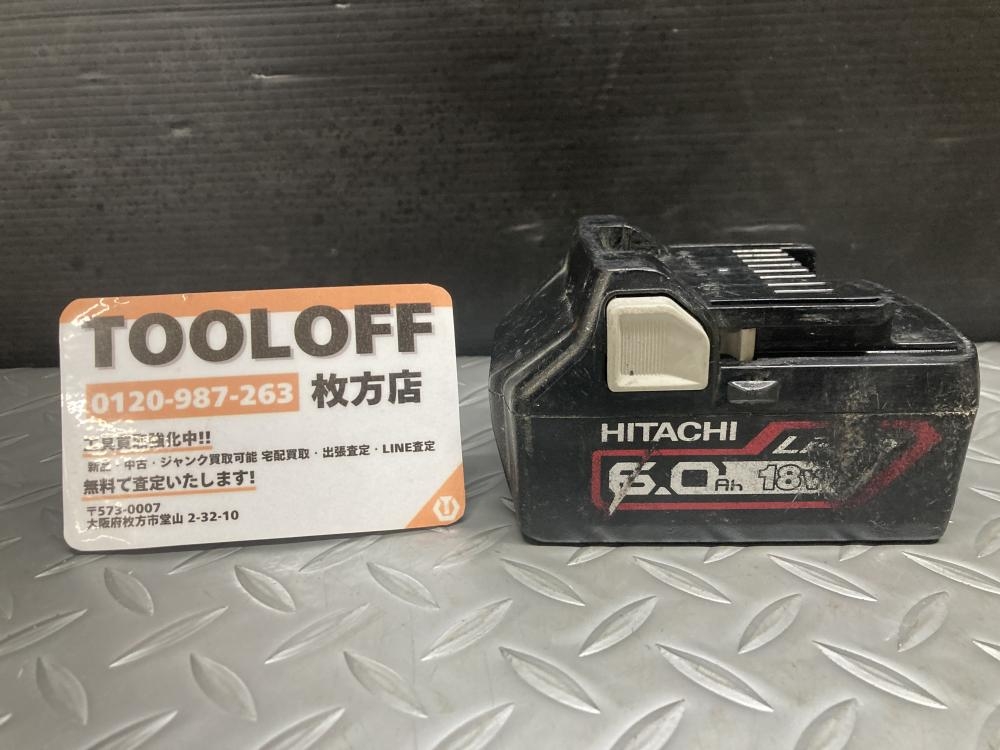 TOOLOFF
0120-987-263 枚方店
工具買取強化中!!
新品・中古・ジャンク買取可能 宅配買取・出張査定・LINE査定
無料で査定いたします!
〒573-0007
大阪府枚方市堂山 2-32-10
HITACHI
6.0Ah 18V